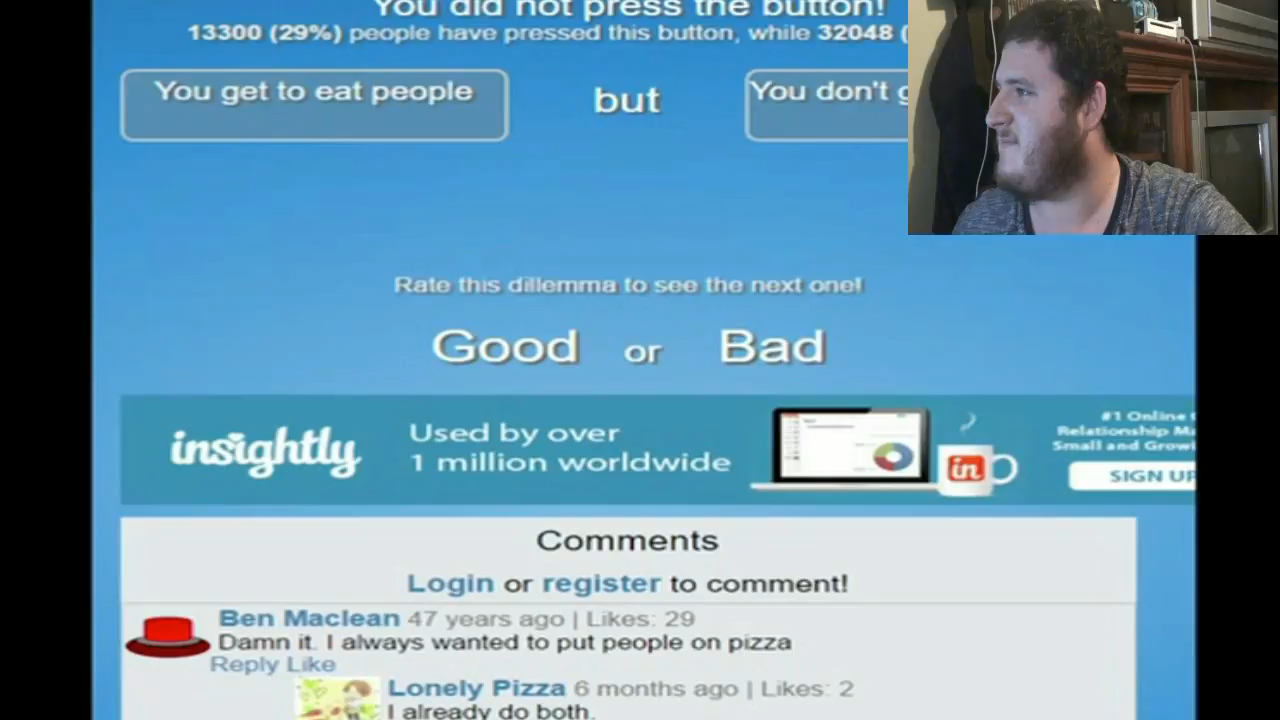 You did not press the button!
13300 (29%) people have pressed this button, while 32048 (
You get to eat people
but
You don't g
Rate this dillemma to see the next one!
Good or Bad
insightly
Used by over
1 million worldwide
in
#1 Online
Relationship Ma
Small and Growi
SIGN UP
Comments
Login or register to comment!
Ben Maclean 47 years ago | Likes: 29
Damn it. I always wanted to put people on pizza
Reply Like
Lonely Pizza 6 months ago | Likes: 2
I already do both.